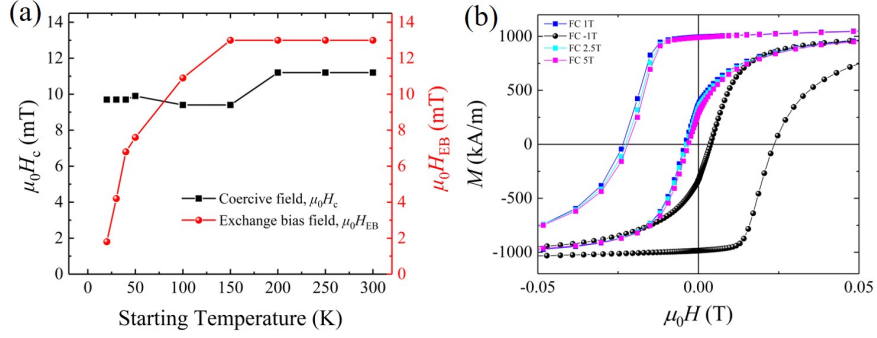 (a)
14
12
10
8
6
4
2
0
μ₀Hc (mT)
14
12
10
8
6
4
2
0
μ₀HEB (mT)
Coercive field, μ₀Hc
Exchange bias field, μ₀HEB
0 50 100 150 200 250 300
Starting Temperature (K)
(b)
FC 1T
FC -1T
FC 2.5T
FC 5T
1000
500
0
-500
-1000
M (kA/m)
-0.05 0.00 0.05
μ₀H (T)